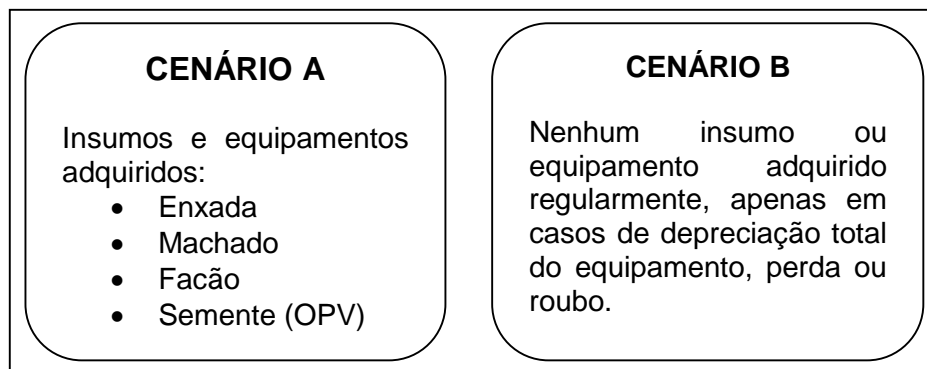 CENÁRIO A
Insumos e equipamentos
adquiridos:
• Enxada
• Machado
• Facão
• Semente (OPV)
CENÁRIO B
Nenhum insumo ou
equipamento adquirido
regularmente, apenas em
casos de depreciação total
do equipamento, perda ou
roubo.